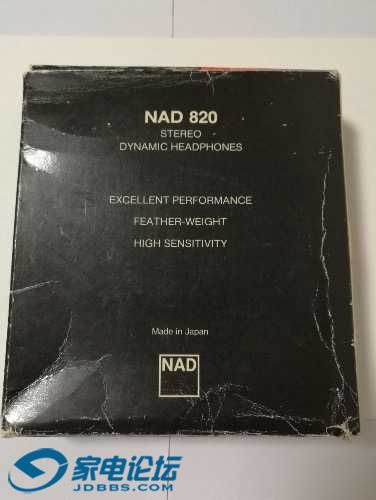 NAD 820
STEREO
DYNAMIC HEADPHONES
EXCELLENT PERFORMANCE
FEATHER-WEIGHT
HIGH SENSITIVITY
Made in Japan
NAD
家电论坛
JDBBS.COM